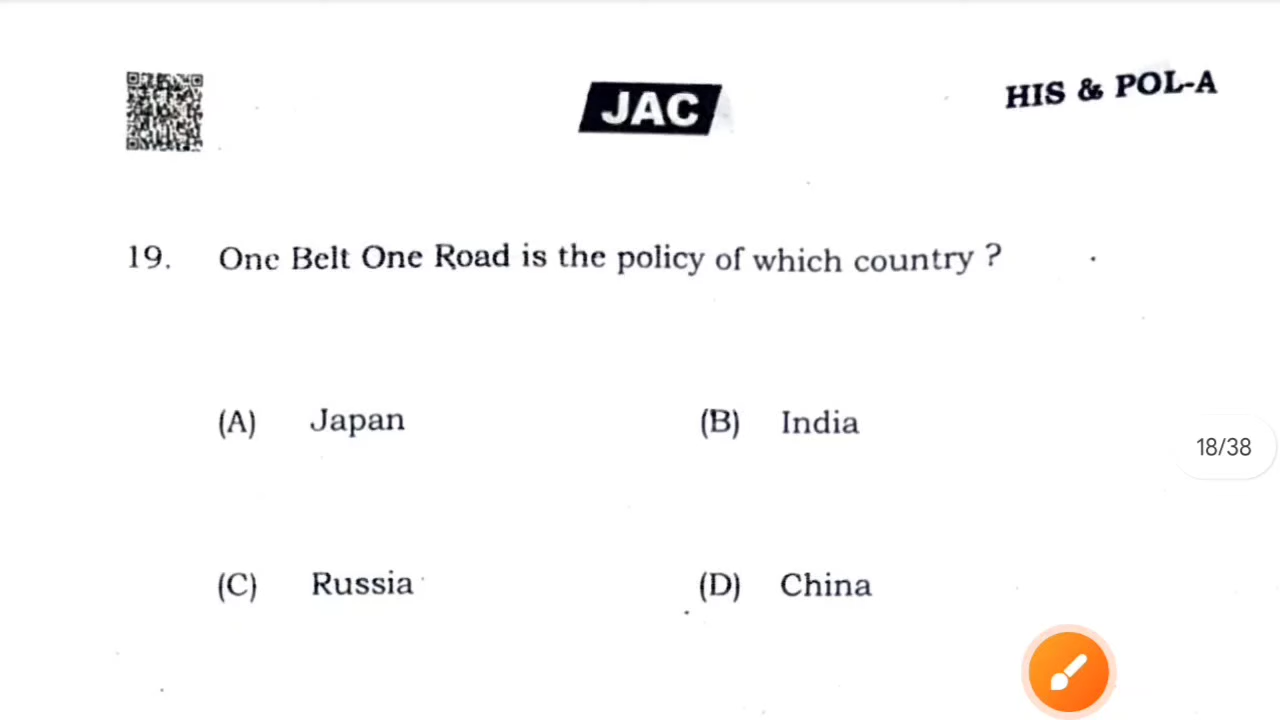 JAC
HIS & POL-A
19. One Belt One Road is the policy of which country ?
(A) Japan (B) India
18/38
(C) Russia (D) China